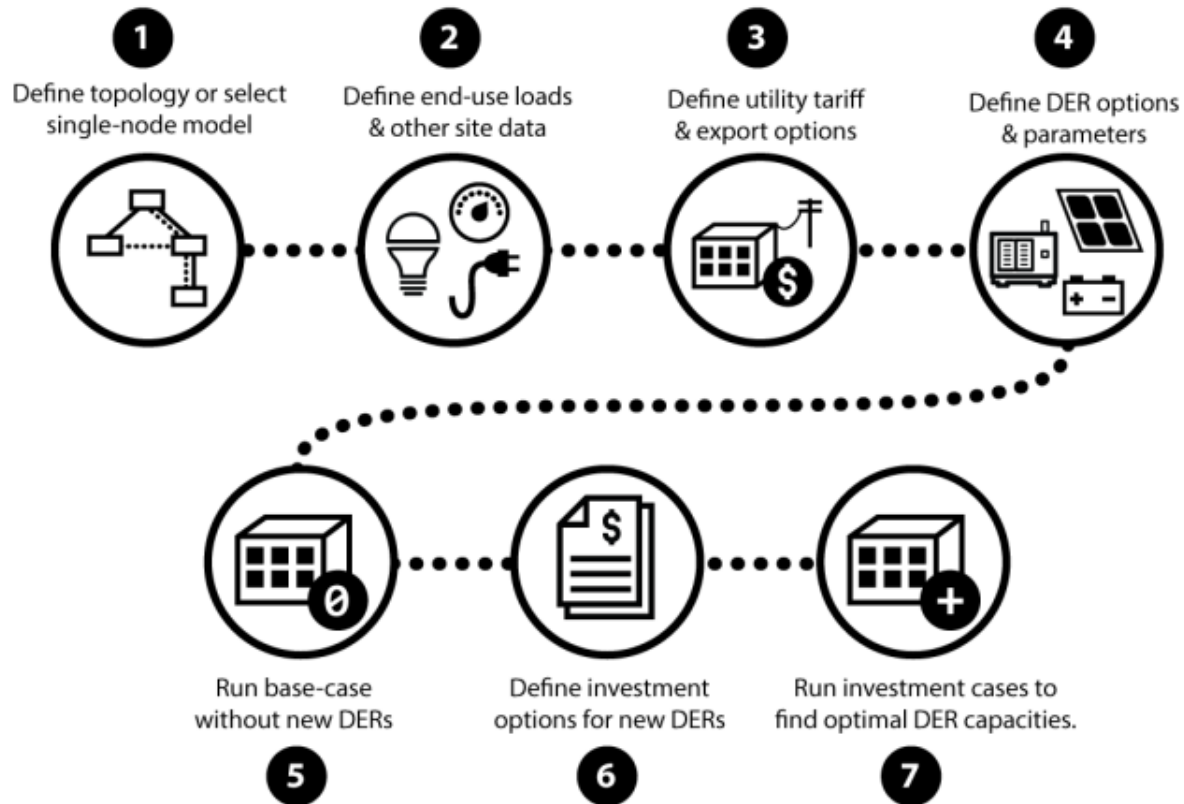 1
Define topology or select
single-node model
2
Define end-use loads
& other site data
3
Define utility tariff
& export options
$
4
Define DER options
& parameters
+ -
0
Run base-case
without new DERs
5
$
Define investment
options for new DERs
6
+
Run investment cases to
find optimal DER capacities.
7